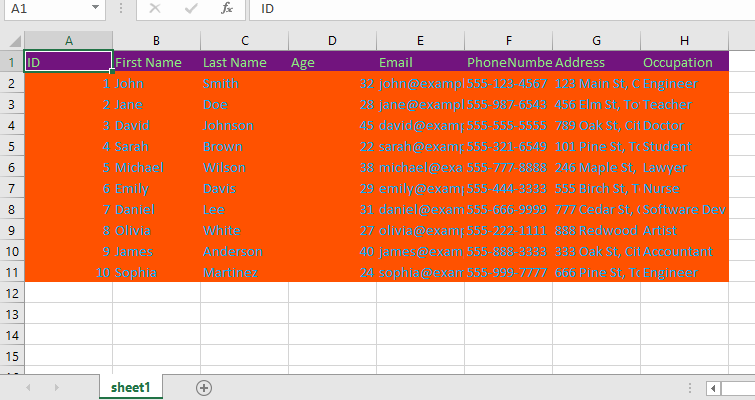 A1 fx ID
A B C D E F G H
1 ID First Name Last Name Age Email PhoneNumbe Address Occupation
2 1 John Smith 32 john@exampl 555-123-4567 123 Main St, C Engineer
3 2 Jane Doe 28 jane@exampl 555-987-6543 456 Elm St, To Teacher
4 3 David Johnson 45 david@examp 555-555-5555 789 Oak St, Cit Doctor
5 4 Sarah Brown 22 sarah@examp 555-321-6549 101 Pine St, To Student
6 5 Michael Wilson 38 michael@exa 555-777-8888 246 Maple St, Lawyer
7 6 Emily Davis 29 emily@examp 555-444-3333 555 Birch St, T Nurse
8 7 Daniel Lee 31 daniel@exam 555-666-9999 777 Cedar St, C Software Dev
9 8 Olivia White 27 olivia@examp 555-222-1111 888 Redwood Artist
10 9 James Anderson 40 james@exam 555-888-3333 333 Oak St, Cit Accountant
11 10 Sophia Martinez 24 sophia@exam 555-999-7777 666 Pine St, To Engineer
12
13
14
15
sheet1